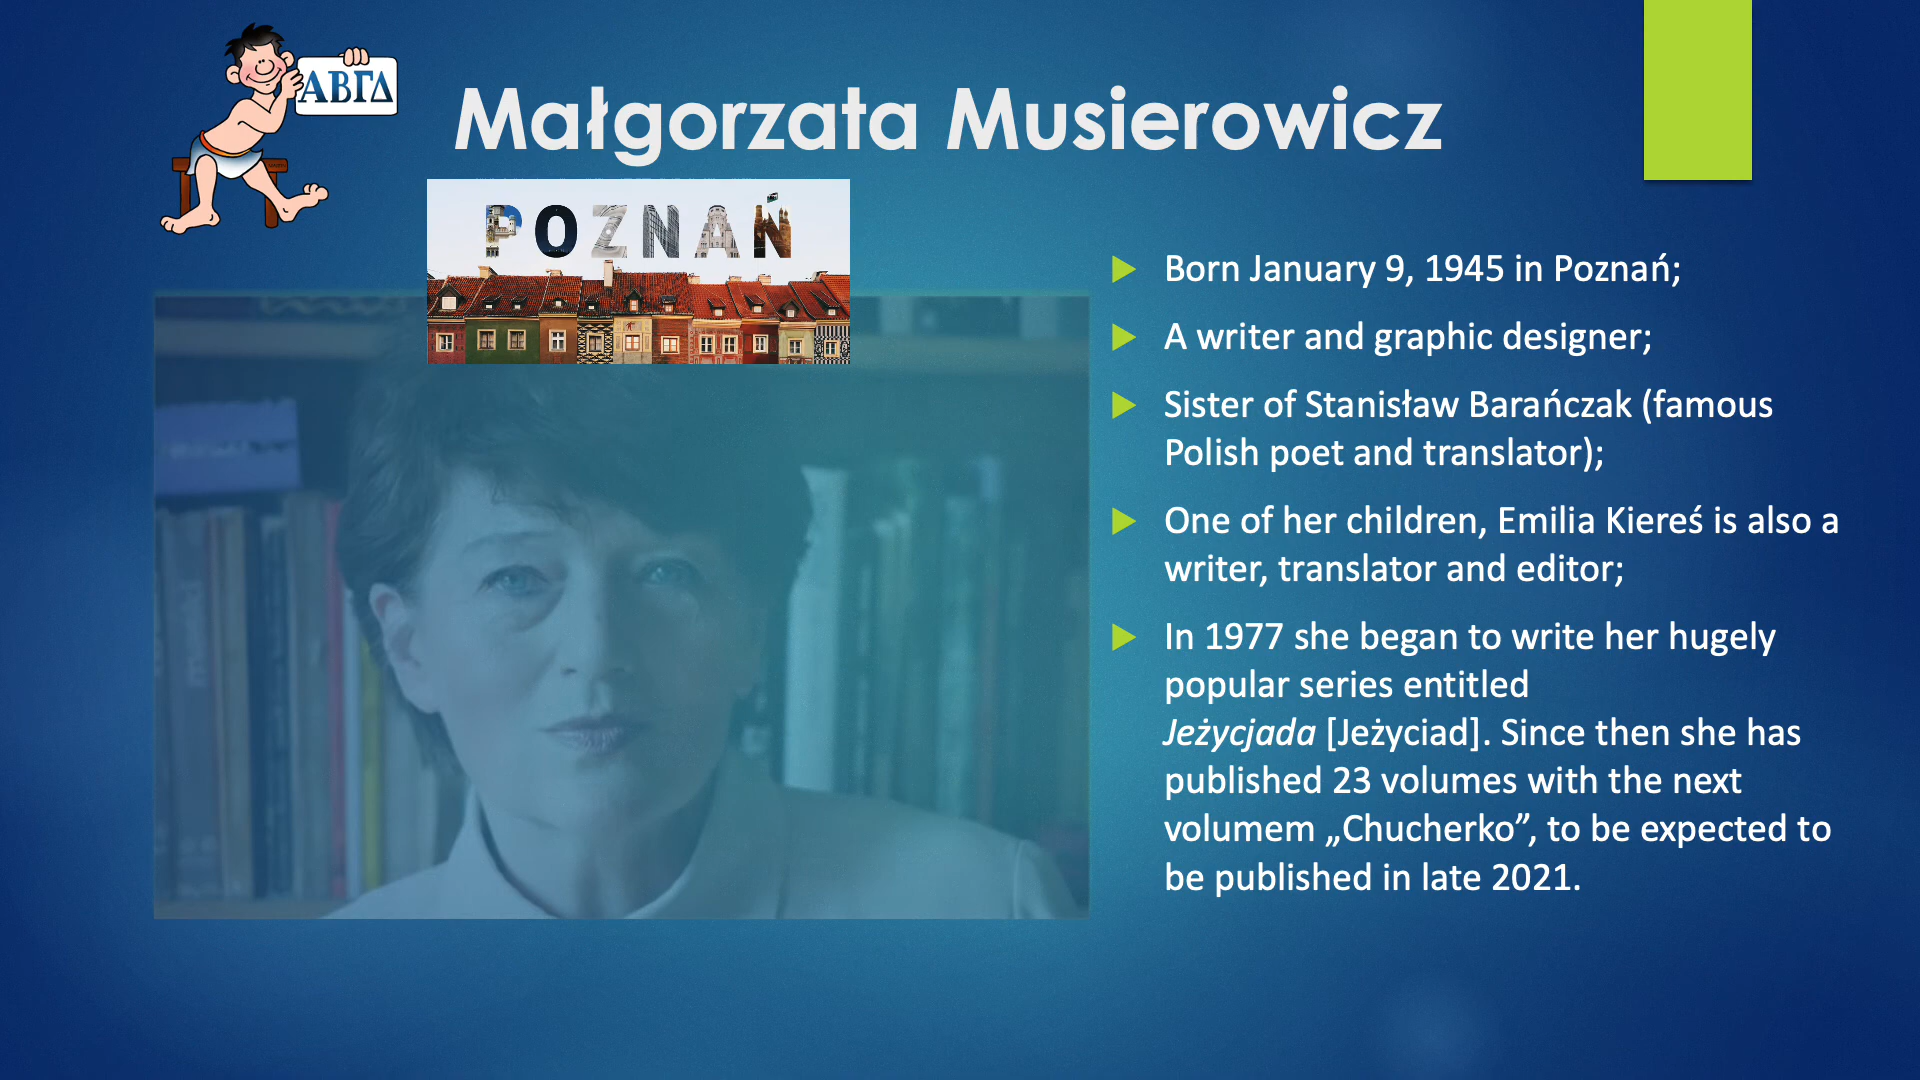 ΑΒΓΔ
Małgorzata Musierowicz
POZNAŃ
Born January 9, 1945 in Poznań;
A writer and graphic designer;
Sister of Stanisław Barańczak (famous
Polish poet and translator);
One of her children, Emilia Kiereś is also a
writer, translator and editor;
In 1977 she began to write her hugely
popular series entitled
Jeżycjada [Jeżyciad]. Since then she has
published 23 volumes with the next
volumem „Chucherko”, to be expected to
be published in late 2021.